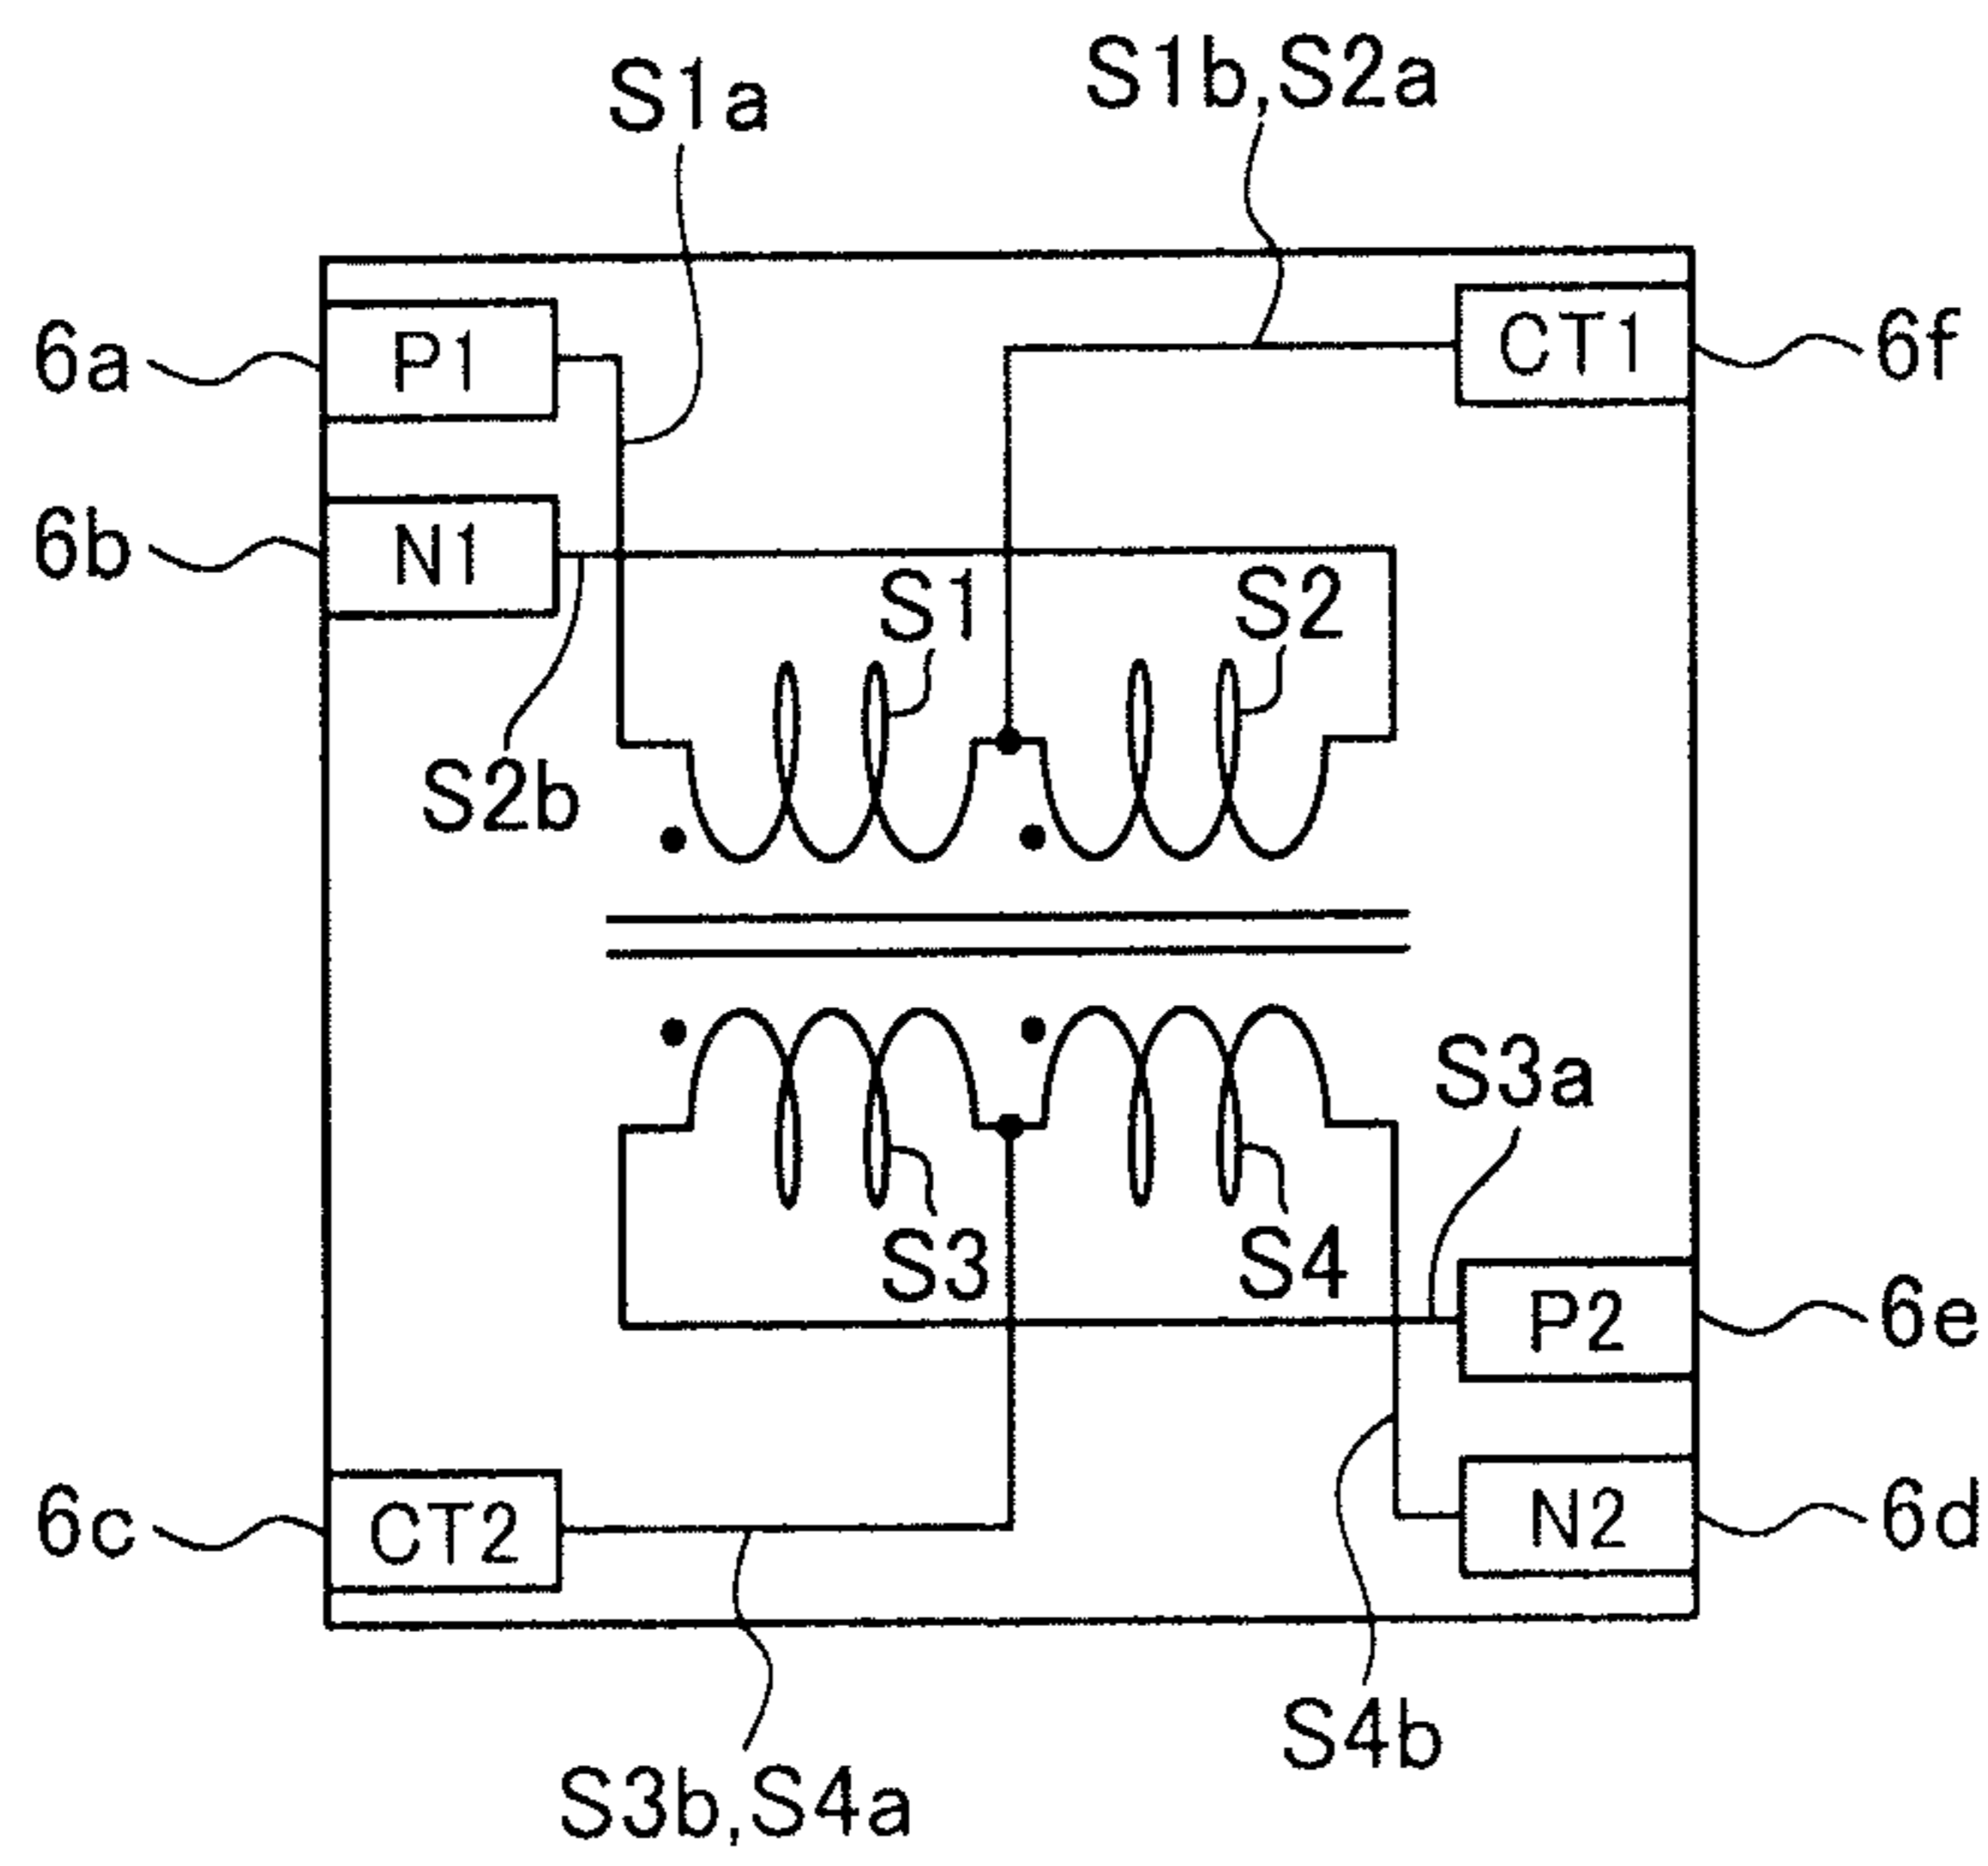 S1a
S1b,S2a
6a
P1
CT1
6f
6b
N1
S1
S2
S2b
S3a
S3
S4
P2
6e
6c
CT2
N2
6d
S4b
S3b,S4a